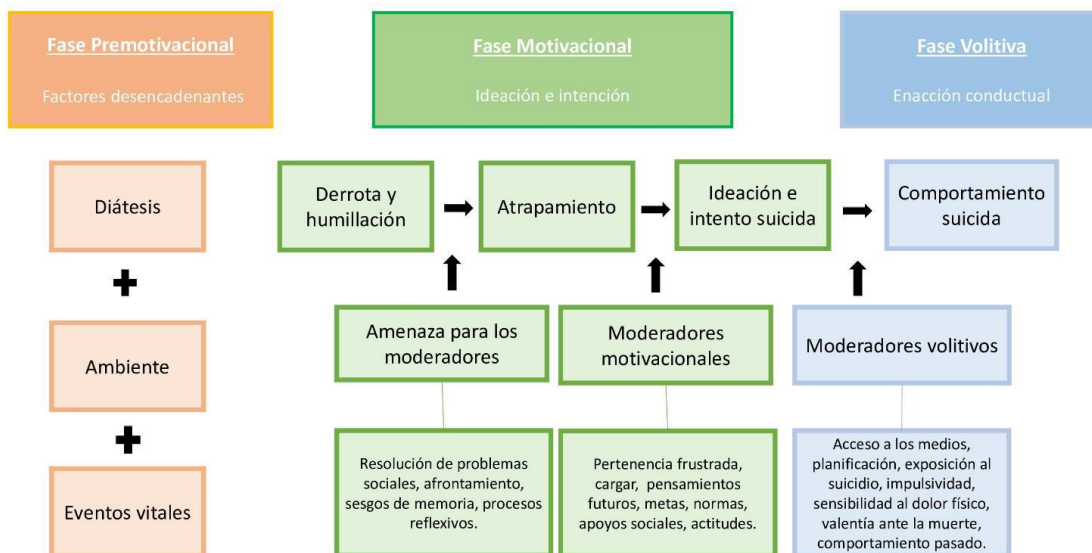 Fase Premotivacional
Factores desencadenantes
Fase Motivacional
Ideación e intención
Fase Volitiva
Enacción conductual
Diátesis
Ambiente
Eventos vitales
Derrota y
humillación
Atrapamiento
Ideación e
intento suicida
Comportamiento
suicida
Amenaza para los
moderadores
Moderadores
motivacionales
Moderadores volitivos
Resolución de problemas
sociales, afrontamiento,
sesgos de memoria, procesos
reflexivos.
Pertenencia frustrada,
cargar, pensamientos
futuros, metas, normas,
apoyos sociales, actitudes.
Acceso a los medios,
planificación, exposición al
suicidio, impulsividad,
sensibilidad al dolor físico,
valentía ante la muerte,
comportamiento pasado.